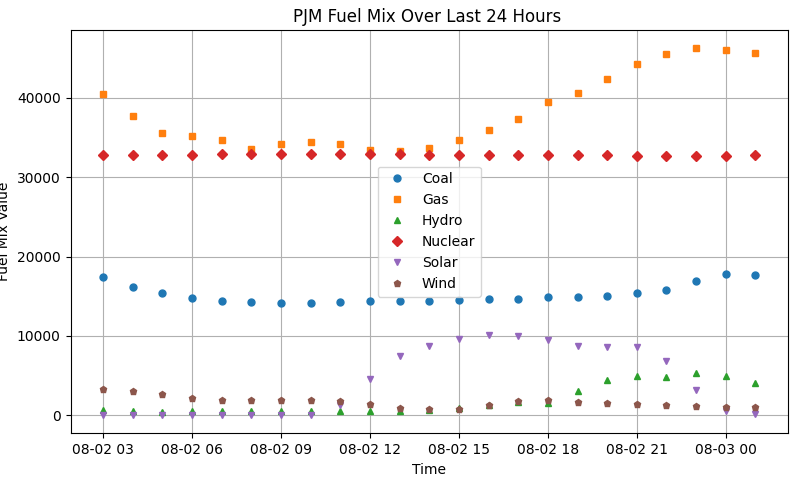 PJM Fuel Mix Over Last 24 Hours
Fuel Mix Value
40000
30000
20000
10000
0
Coal
Gas
Hydro
Nuclear
Solar
Wind
08-02 03 08-02 06 08-02 09 08-02 12 08-02 15 08-02 18 08-02 21 08-03 00
Time